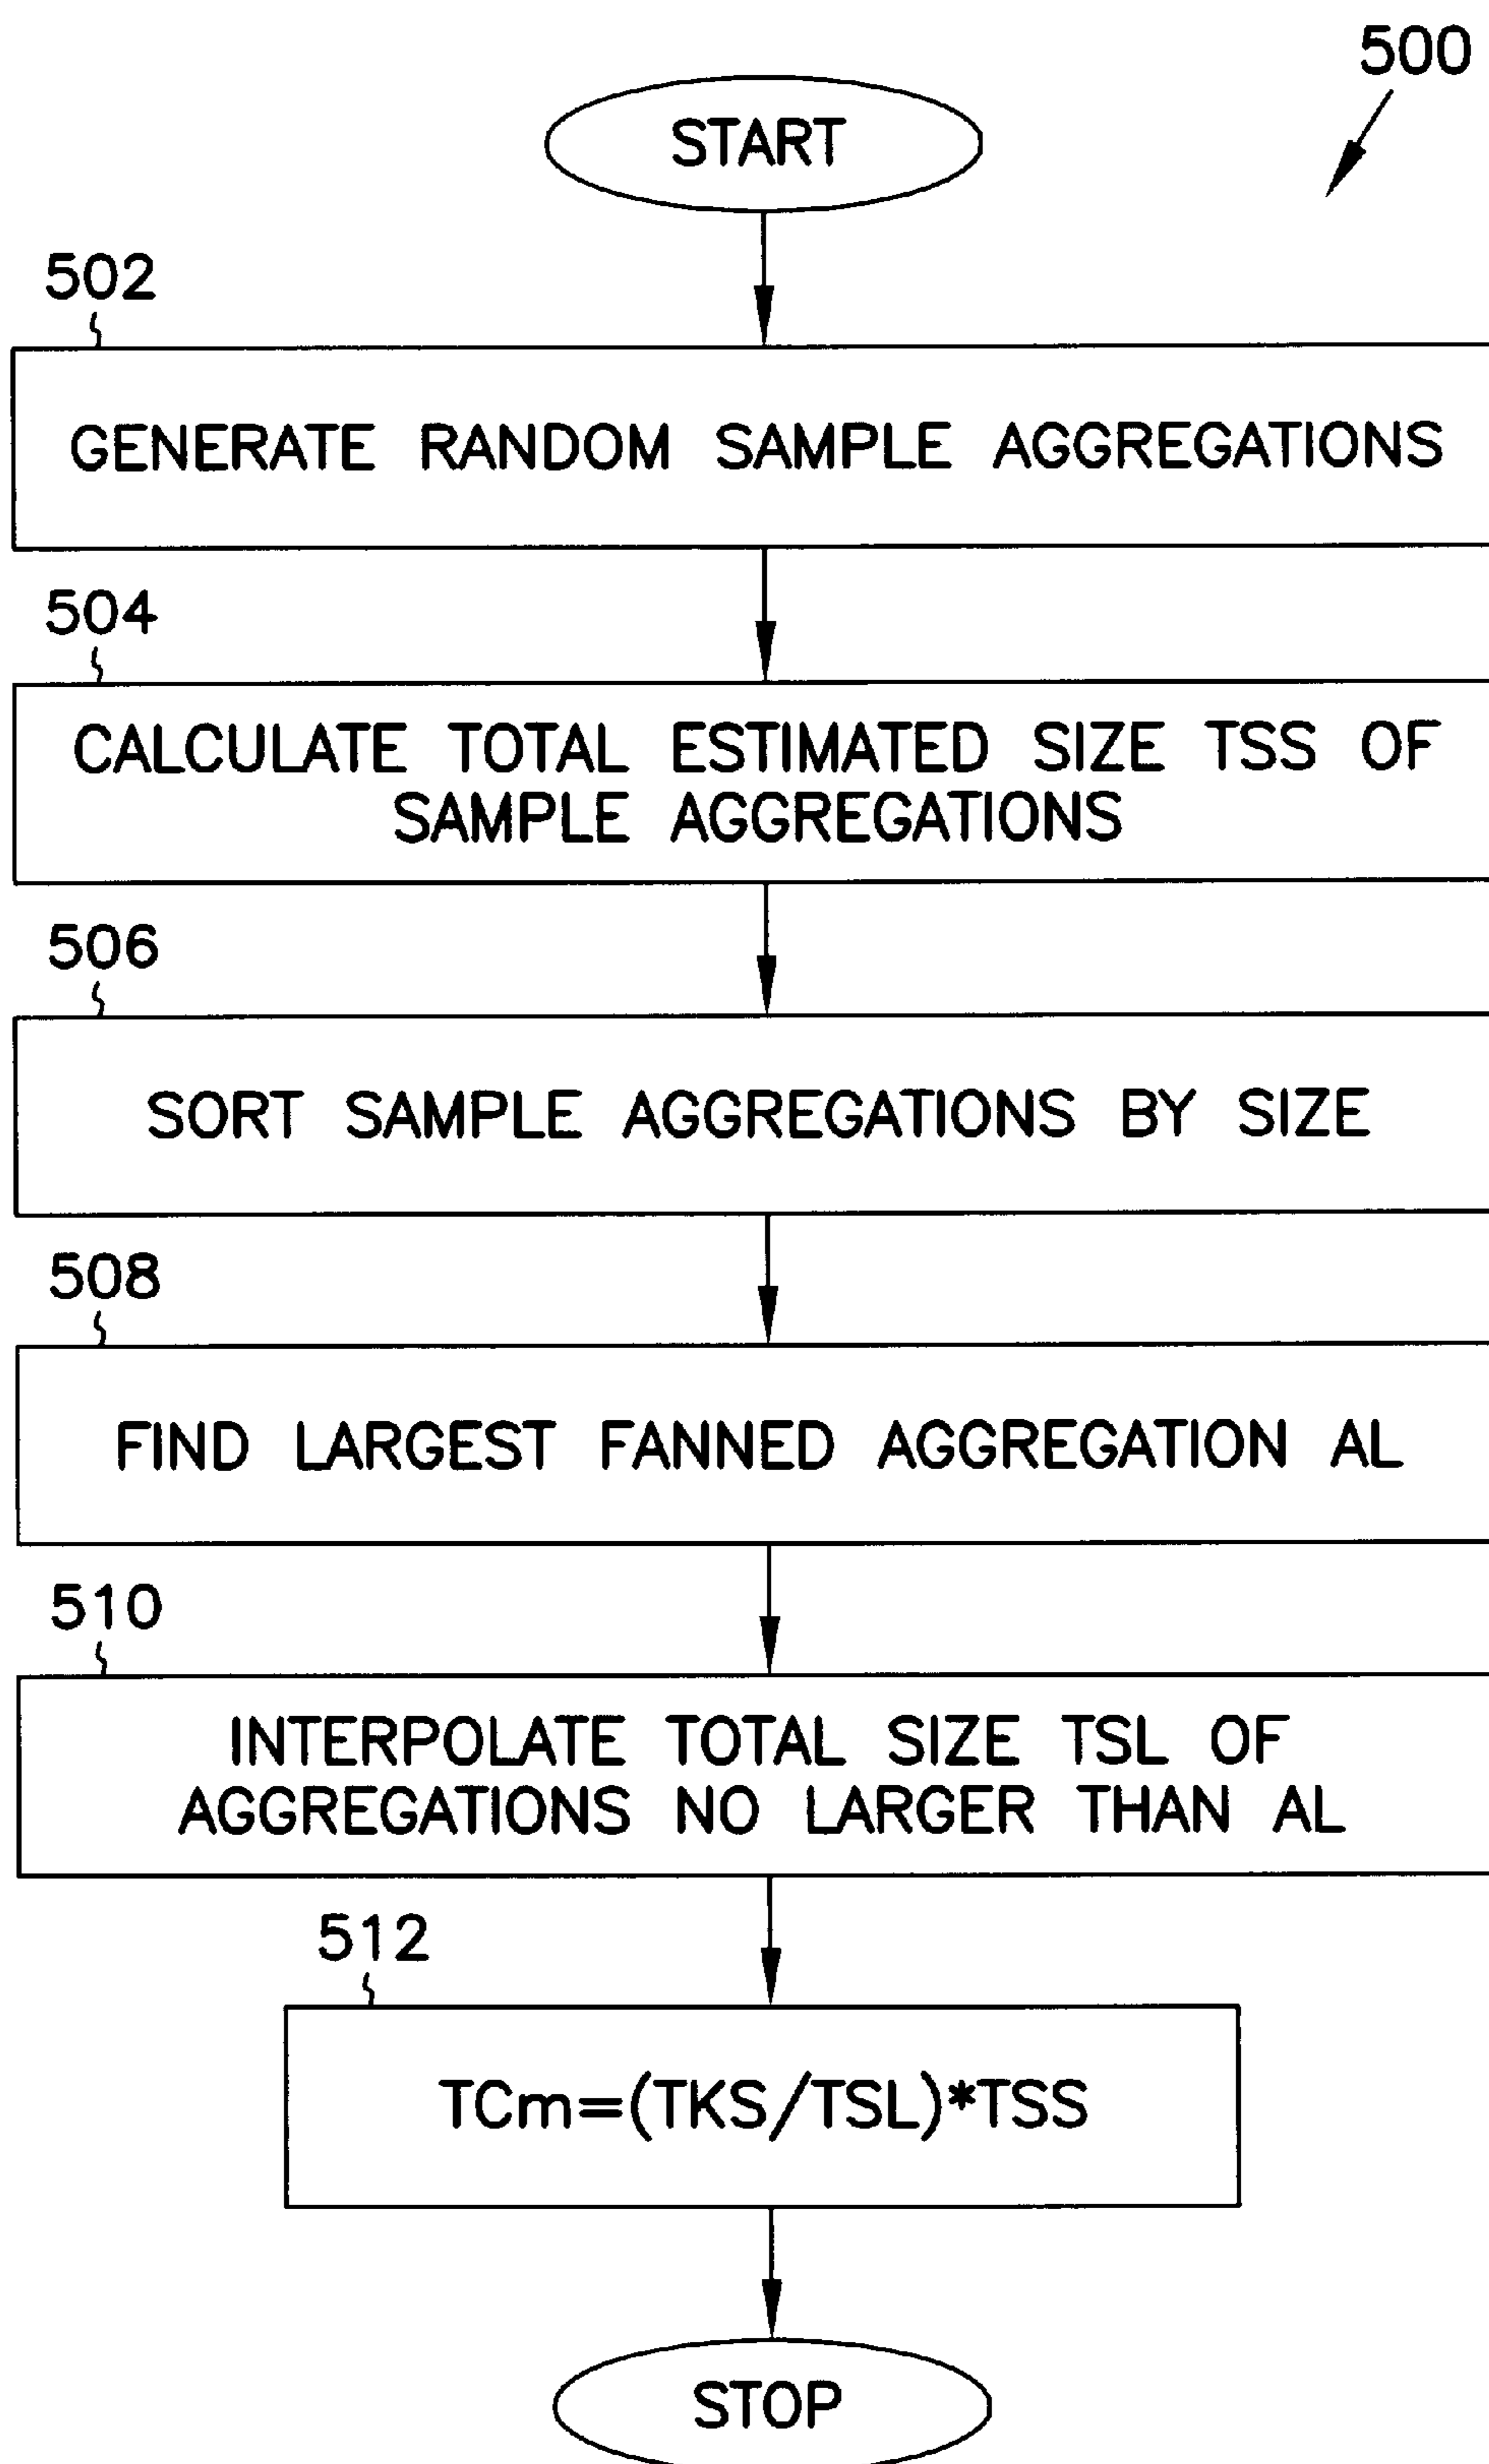 500
START
502
GENERATE RANDOM SAMPLE AGGREGATIONS
504
CALCULATE TOTAL ESTIMATED SIZE TSS OF
SAMPLE AGGREGATIONS
506
SORT SAMPLE AGGREGATIONS BY SIZE
508
FIND LARGEST FANNED AGGREGATION AL
510
INTERPOLATE TOTAL SIZE TSL OF
AGGREGATIONS NO LARGER THAN AL
512
TCm=(TKS/TSL)*TSS
STOP